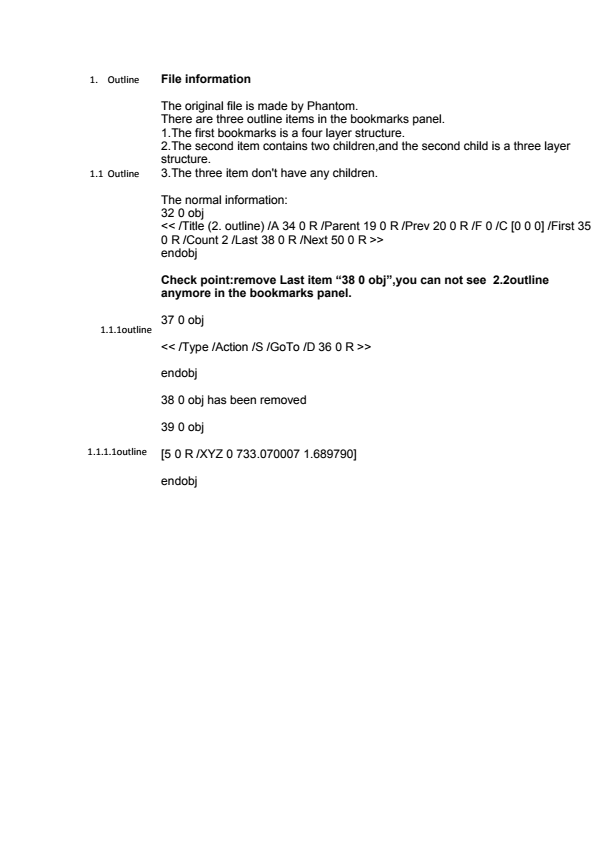 1. Outline
File information
The original file is made by Phantom.
There are three outline items in the bookmarks panel.
1.The first bookmarks is a four layer structure.
2.The second item contains two children,and the second child is a three layer
structure.
1.1 Outline
3.The three item don't have any children.
The normal information:
32 0 obj
<< /Title (2. outline) /A 34 0 R /Parent 19 0 R /Prev 20 0 R /F 0 /C [0 0 0] /First 35
0 R /Count 2 /Last 38 0 R /Next 50 0 R >>
endobj
Check point:remove Last item “38 0 obj”,you can not see  2.2outline
anymore in the bookmarks panel.
37 0 obj
1.1.1outline
<< /Type /Action /S /GoTo /D 36 0 R >>
endobj
38 0 obj has been removed
39 0 obj
1.1.1.1outline
[5 0 R /XYZ 0 733.070007 1.689790]
endobj